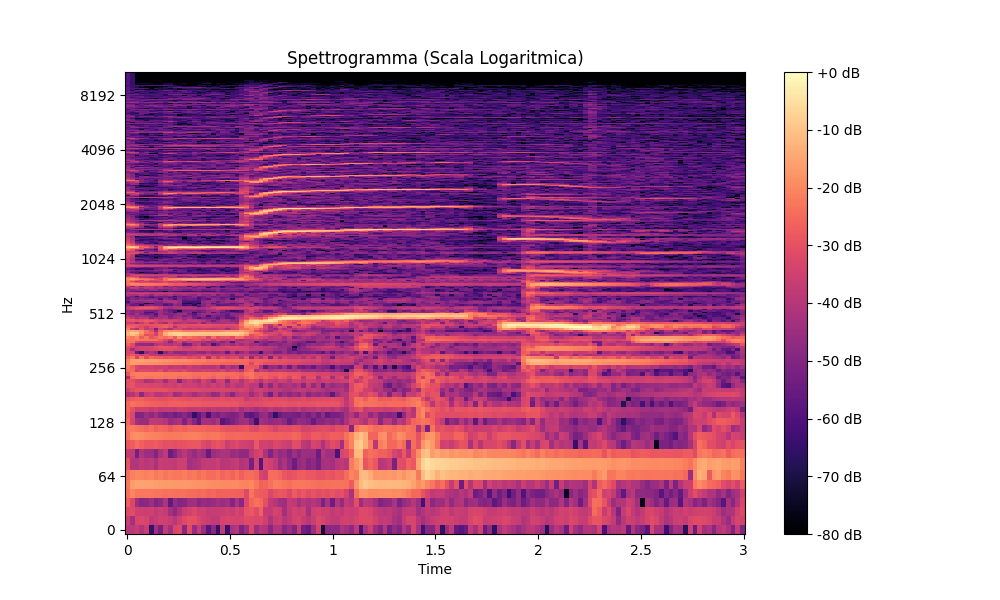 Spettrogramma (Scala Logaritmica)
8192
4096
2048
1024
512
256
128
64
0
Hz
0
0.5
1
1.5
2
2.5
3
Time
+0 dB
-10 dB
-20 dB
-30 dB
-40 dB
-50 dB
-60 dB
-70 dB
-80 dB